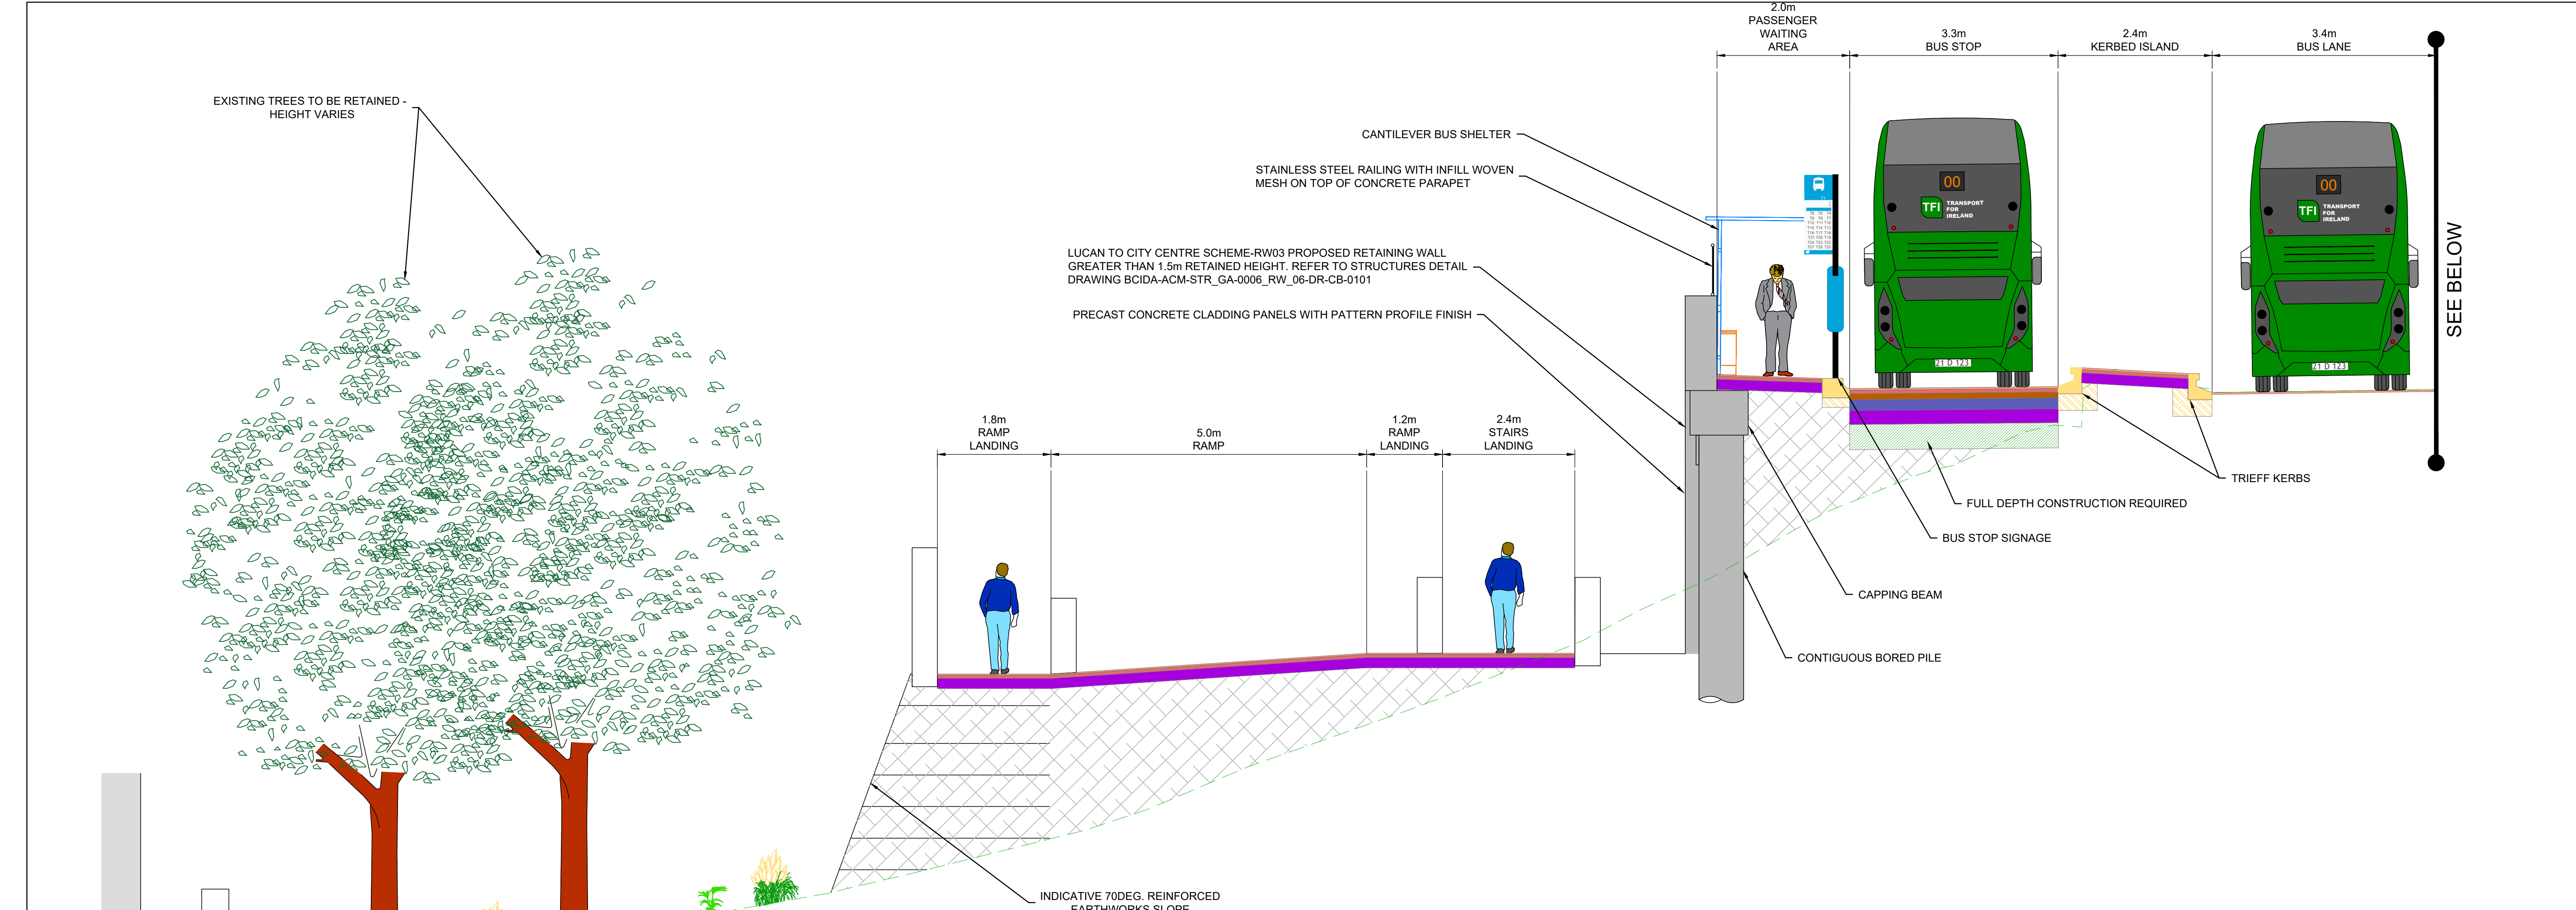 2.0m
PASSENGER
WAITING
AREA
3.3m
BUS STOP
2.4m
KERBED ISLAND
3.4m
BUS LANE
EXISTING TREES TO BE RETAINED -
HEIGHT VARIES
CANTILEVER BUS SHELTER
STAINLESS STEEL RAILING WITH INFILL WOVEN
MESH ON TOP OF CONCRETE PARAPET
LUCAN TO CITY CENTRE SCHEME-RW03 PROPOSED RETAINING WALL
GREATER THAN 1.5m RETAINED HEIGHT. REFER TO STRUCTURES DETAIL
DRAWING BCIDA-ACM-STR_GA-0006_RW_06-DR-CB-0101
PRECAST CONCRETE CLADDING PANELS WITH PATTERN PROFILE FINISH
00
TFI
TRANSPORT
FOR
IRELAND
21 D 123
00
TFI
TRANSPORT
FOR
IRELAND
21 D 123
SEE BELOW
1.8m
RAMP
LANDING
5.0m
RAMP
1.2m
RAMP
LANDING
2.4m
STAIRS
LANDING
TRIEFF KERBS
FULL DEPTH CONSTRUCTION REQUIRED
BUS STOP SIGNAGE
CAPPING BEAM
CONTIGUOUS BORED PILE
INDICATIVE 70DEG. REINFORCED
EARTHWORKS SLOPE